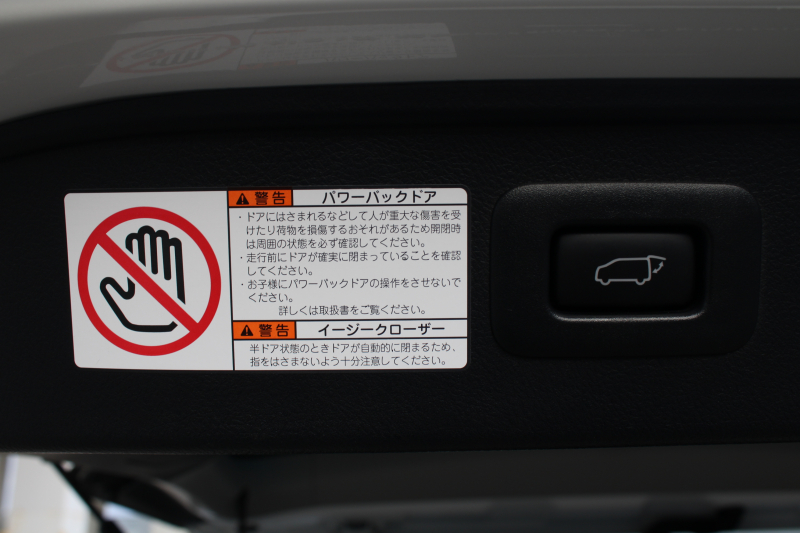 警告 パワーバックドア
・ドアにはさまれるなどして人が重大な傷害を受
けたり荷物を損傷するおそれがあるため開閉時
は周囲の状態を必ず確認してください。
・走行前にドアが確実に閉まっていることを確認
してください。
・お子様にパワーバックドアの操作をさせないで
ください。
詳しくは取扱書をご覧ください。
警告 イージークローザー
半ドア状態のときドアが自動的に閉まるため、
指をはさまないよう十分注意してください。